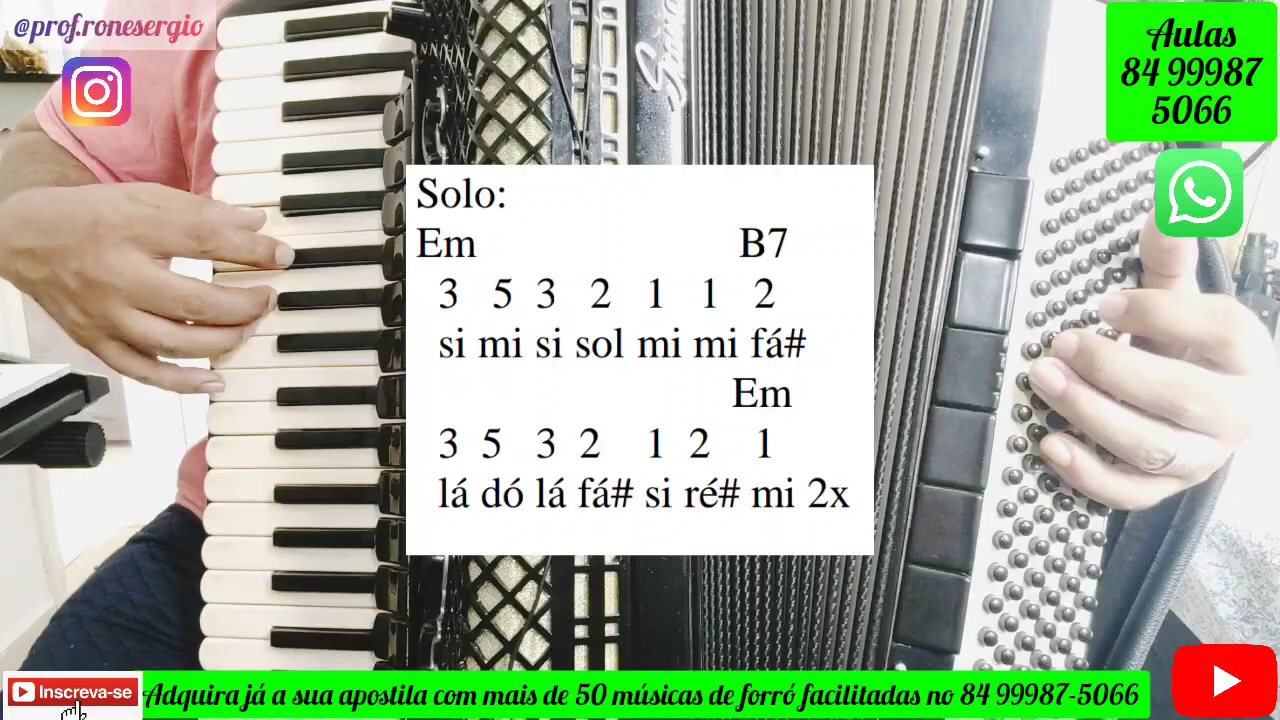 @prof.ronesergio
Aulas
84 99987
5066
Solo:
Em B7
3 5 3 2 1 1 2
si mi si sol mi mi fá#
Em
3 5 3 2 1 2 1
lá dó lá fá# si ré# mi 2x
Inscreva-se
Adquira já a sua apostila com mais de 50 músicas de forró facilitadas no 84 99987-5066